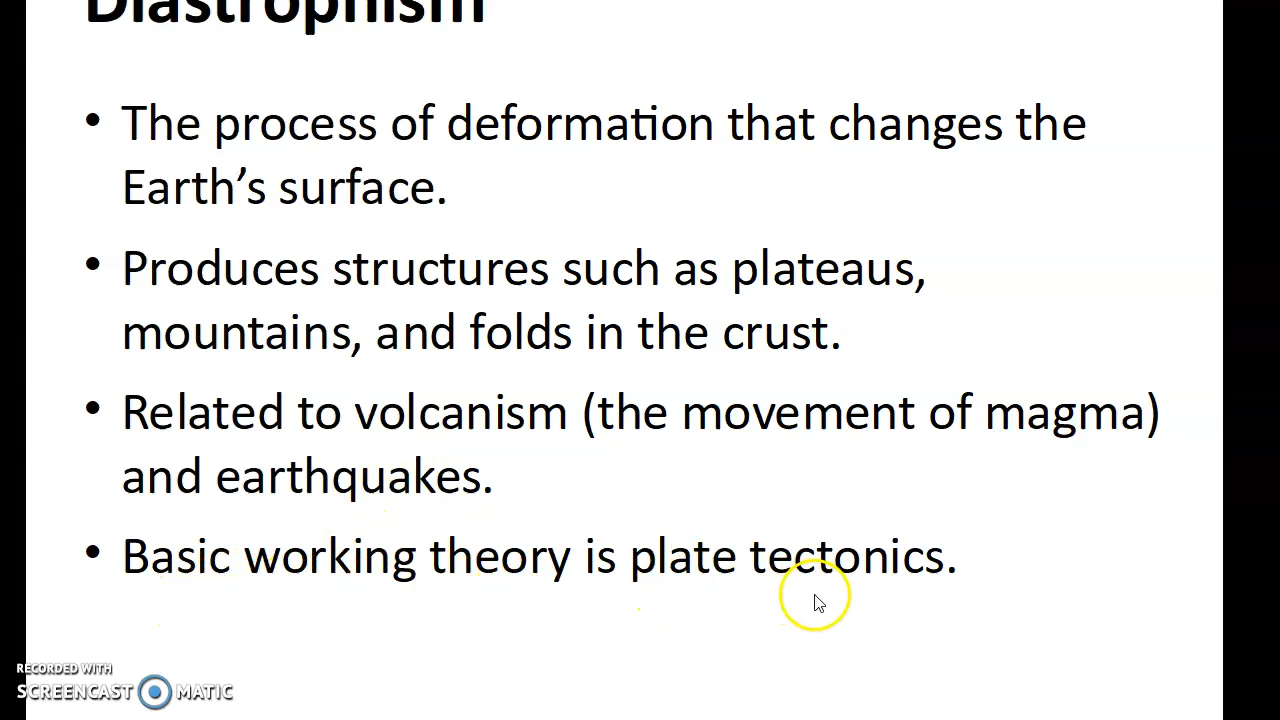 Diastrophism
• The process of deformation that changes the
Earth’s surface.
• Produces structures such as plateaus,
mountains, and folds in the crust.
• Related to volcanism (the movement of magma)
and earthquakes.
• Basic working theory is plate tectonics.
RECORDED WITH
SCREENCAST MATIC